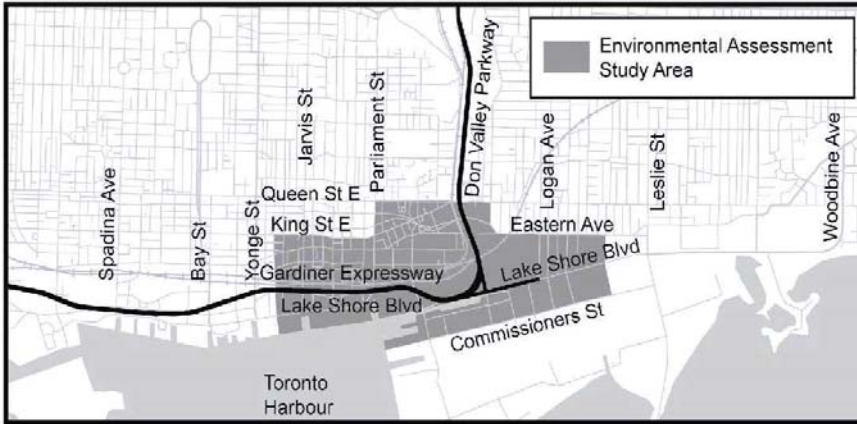 Environmental Assessment
Study Area
Spadina Ave
Bay St
Yonge St
Jarvis St
Parliament St
Don Valley Parkway
Logan Ave
Leslie St
Woodbine Ave
Queen St E
King St E
Eastern Ave
Gardiner Expressway
Lake Shore Blvd
Lake Shore Blvd
Commissioners St
Toronto
Harbour